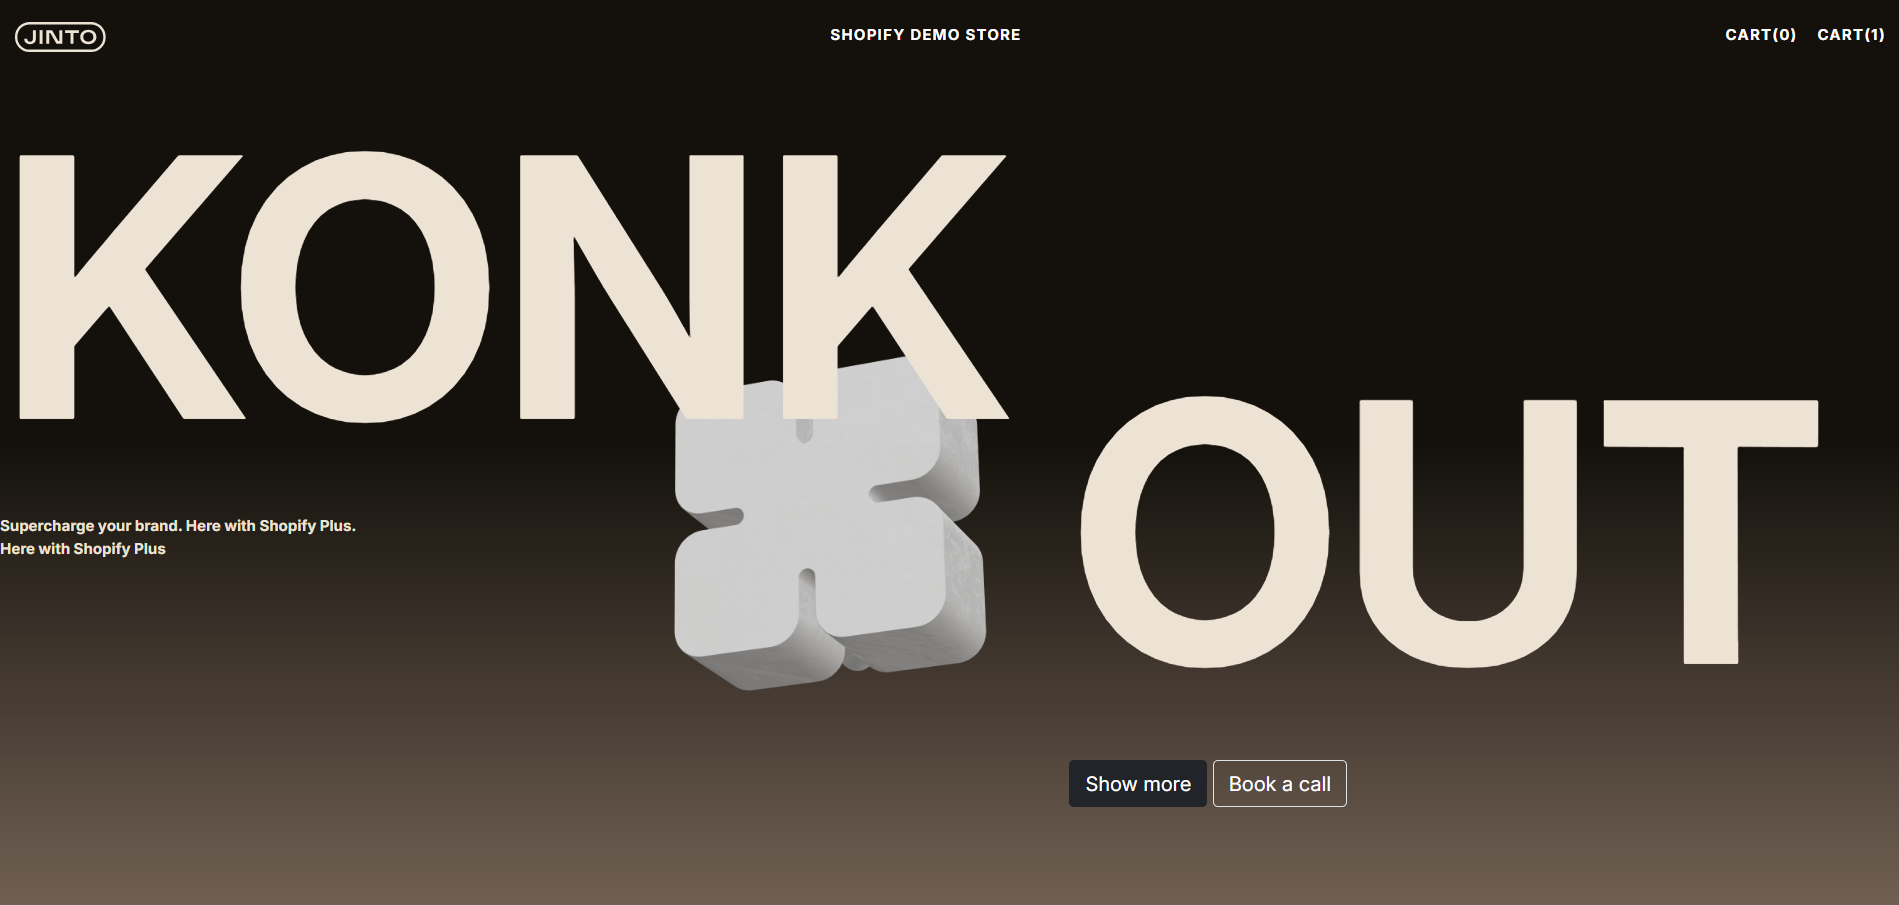 JINTO
SHOPIFY DEMO STORE
CART(0) CART(1)
KONK
OUT
Supercharge your brand. Here with Shopify Plus.
Here with Shopify Plus
Show more
Book a call